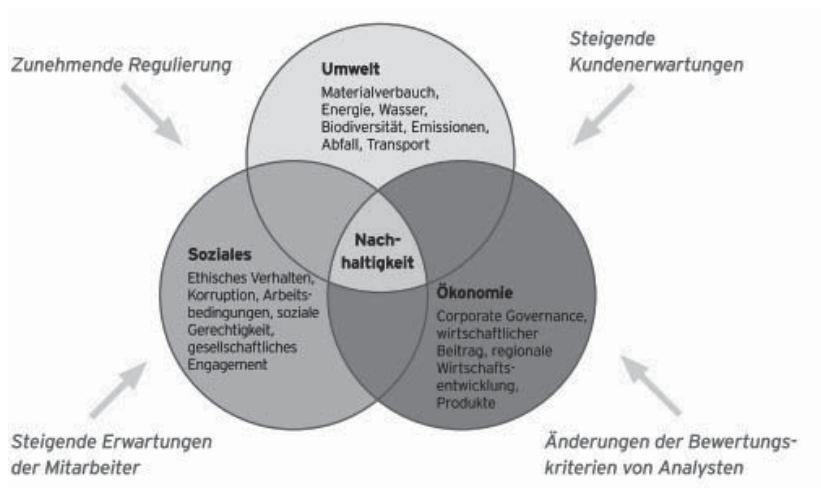 Zunehmende Regulierung
Steigende
Kundenerwartungen
Umwelt
Materialverbauch,
Energie, Wasser,
Biodiversität, Emissionen,
Abfall, Transport
Nach-
haltigkeit
Soziales
Ethisches Verhalten,
Korruption, Arbeits-
bedingungen, soziale
Gerechtigkeit,
gesellschaftliches
Engagement
Ökonomie
Corporate Governance,
wirtschaftlicher
Beitrag, regionale
Wirtschafts-
entwicklung,
Produkte
Steigende Erwartungen
der Mitarbeiter
Änderungen der Bewertungs-
kriterien von Analysten